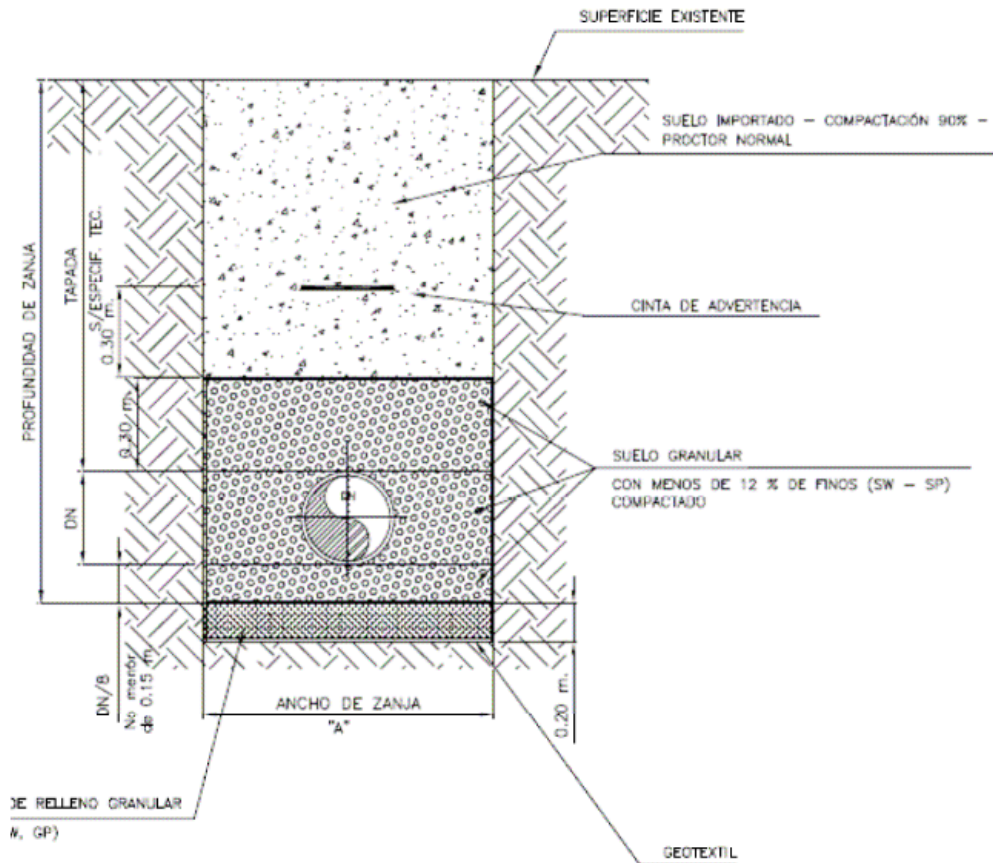 SUPERFICIE EXISTENTE
SUELO IMPORTADO – COMPACTACIÓN 90% –
PROCTOR NORMAL
PROFUNDIDAD DE ZANJA
TAPADA
S/ESPECIF. TEC.
0.30 m.
CINTA DE ADVERTENCIA
0.30 m.
SUELO GRANULAR
CON MENOS DE 12 % DE FINOS (SW – SP)
COMPACTADO
DN
DN
DN/8
No menor
de 0.15 m
ANCHO DE ZANJA
"A"
0.20 m.
DE RELLENO GRANULAR
W, GP)
GEOTEXTIL